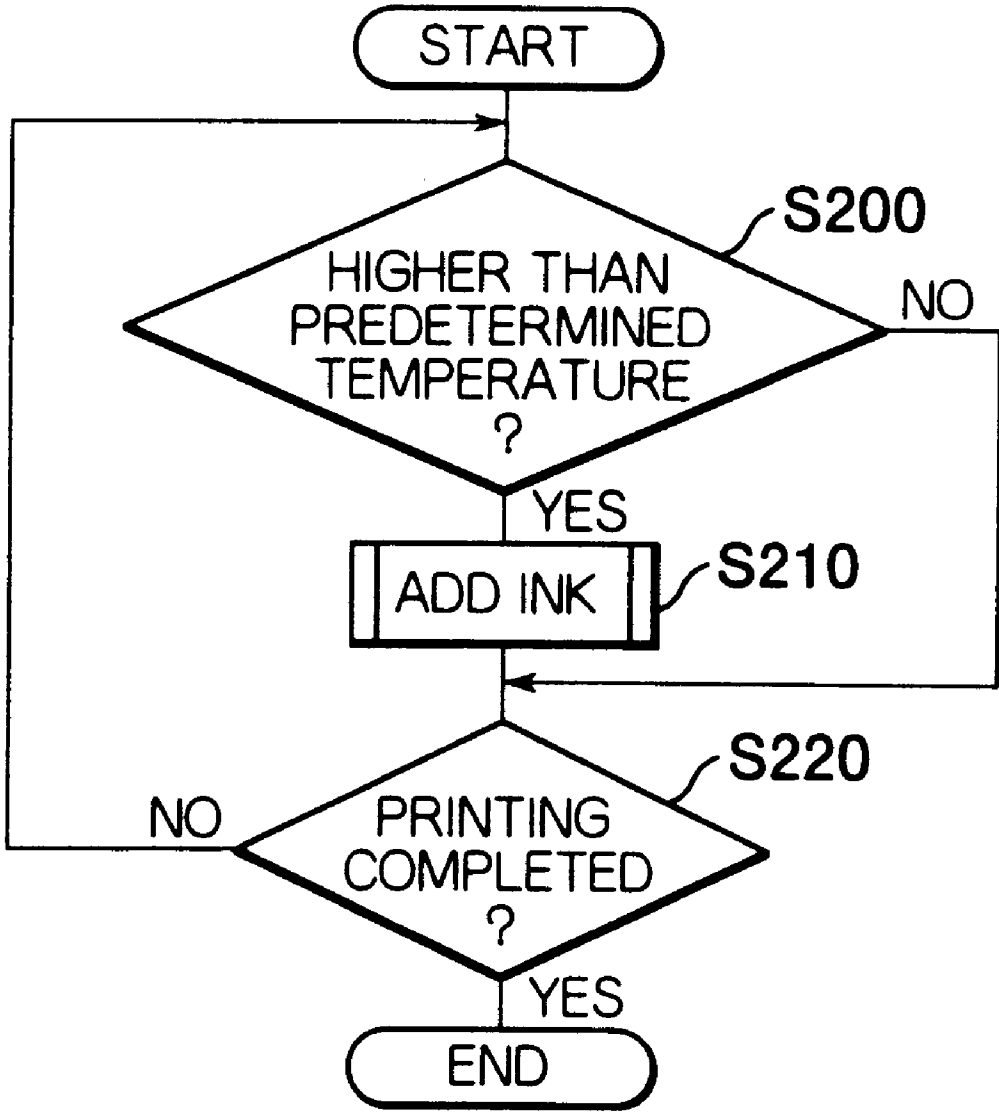 START
S200
HIGHER THAN
PREDETERMINED
TEMPERATURE
?
NO
YES
ADD INK
S210
S220
NO
PRINTING
COMPLETED
?
YES
END